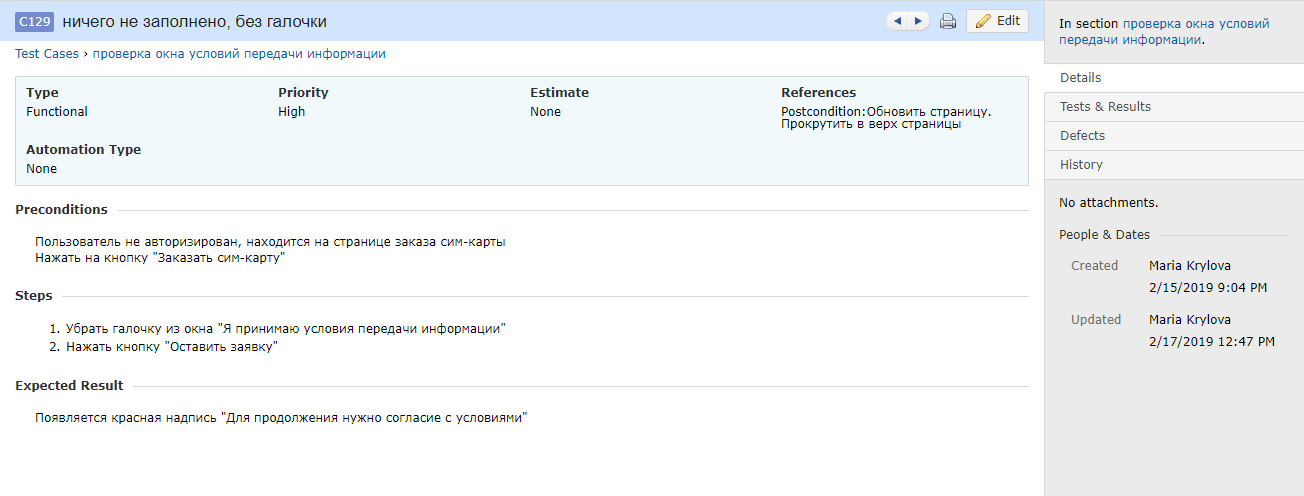 C129 ничего не заполнено, без галочки
Edit
Test Cases › проверка окна условий передачи информации
Type
Functional
Priority
High
Estimate
None
References
Postcondition:Обновить страницу.
Прокрутить в верх страницы
Automation Type
None
Preconditions
Пользователь не авторизирован, находится на странице заказа сим-карты
Нажать на кнопку "Заказать сим-карту"
Steps
1. Убрать галочку из окна "Я принимаю условия передачи информации"
2. Нажать кнопку "Оставить заявку"
Expected Result
Появляется красная надпись "Для продолжения нужно согласие с условиями"
In section проверка окна условий
передачи информации.
Details
Tests & Results
Defects
History
No attachments.
People & Dates
Created Maria Krylova
2/15/2019 9:04 PM
Updated Maria Krylova
2/17/2019 12:47 PM